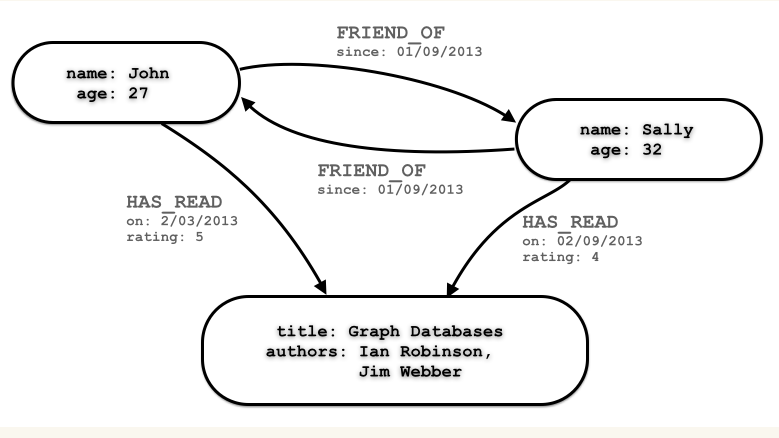 FRIEND_OF
since: 01/09/2013
name: John
age: 27
name: Sally
age: 32
FRIEND_OF
since: 01/09/2013
HAS_READ
on: 2/03/2013
rating: 5
HAS_READ
on: 02/09/2013
rating: 4
title: Graph Databases
authors: Ian Robinson,
Jim Webber